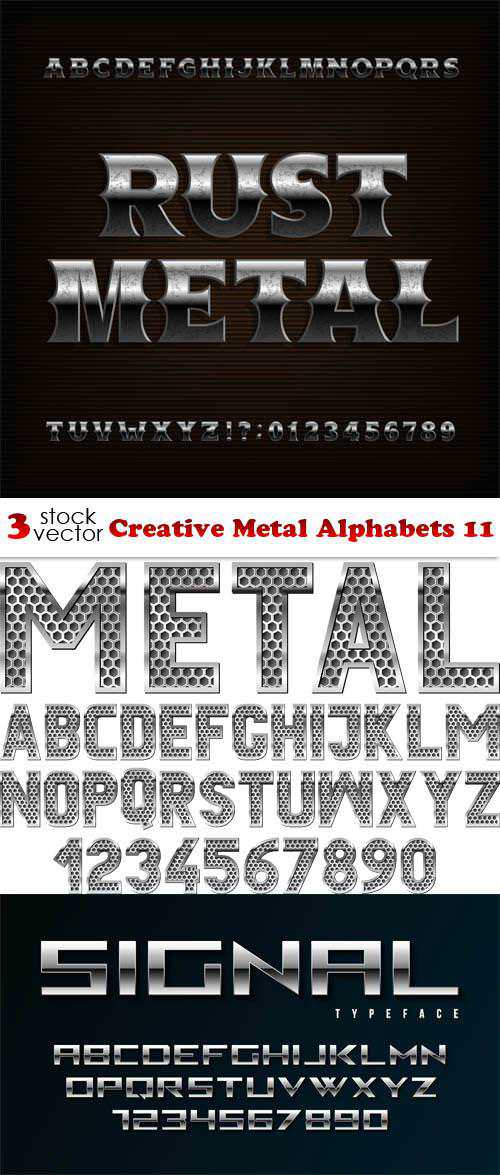 ABCDEFGHIJKLMNOPQRS
RUST
METAL
TUVWXYZ!?:0123456789
3 stock vector Creative Metal Alphabets 11
METAL
ABCDEFGHIJKLM
NOPQRSTUWXYZ
1234567890
SIGNAL
TYPEFACE
ABCDEFGHIJKLMN
OPQRSTUVWXYZ
1234567890